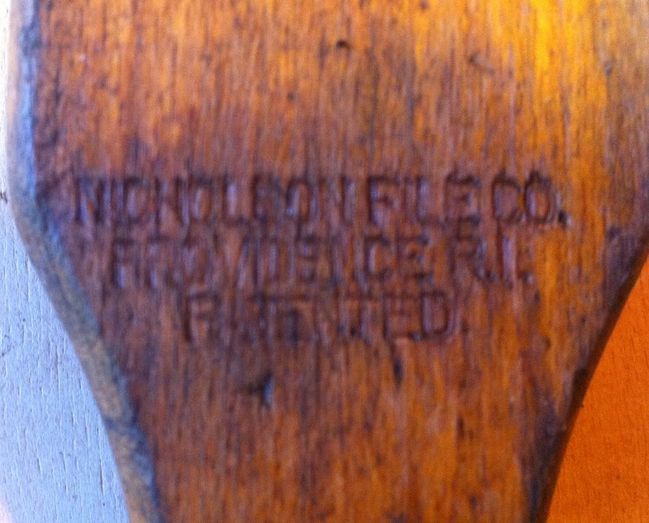 NICHOLSON FILE CO.
PROVIDENCE R.I.
PATENTED.